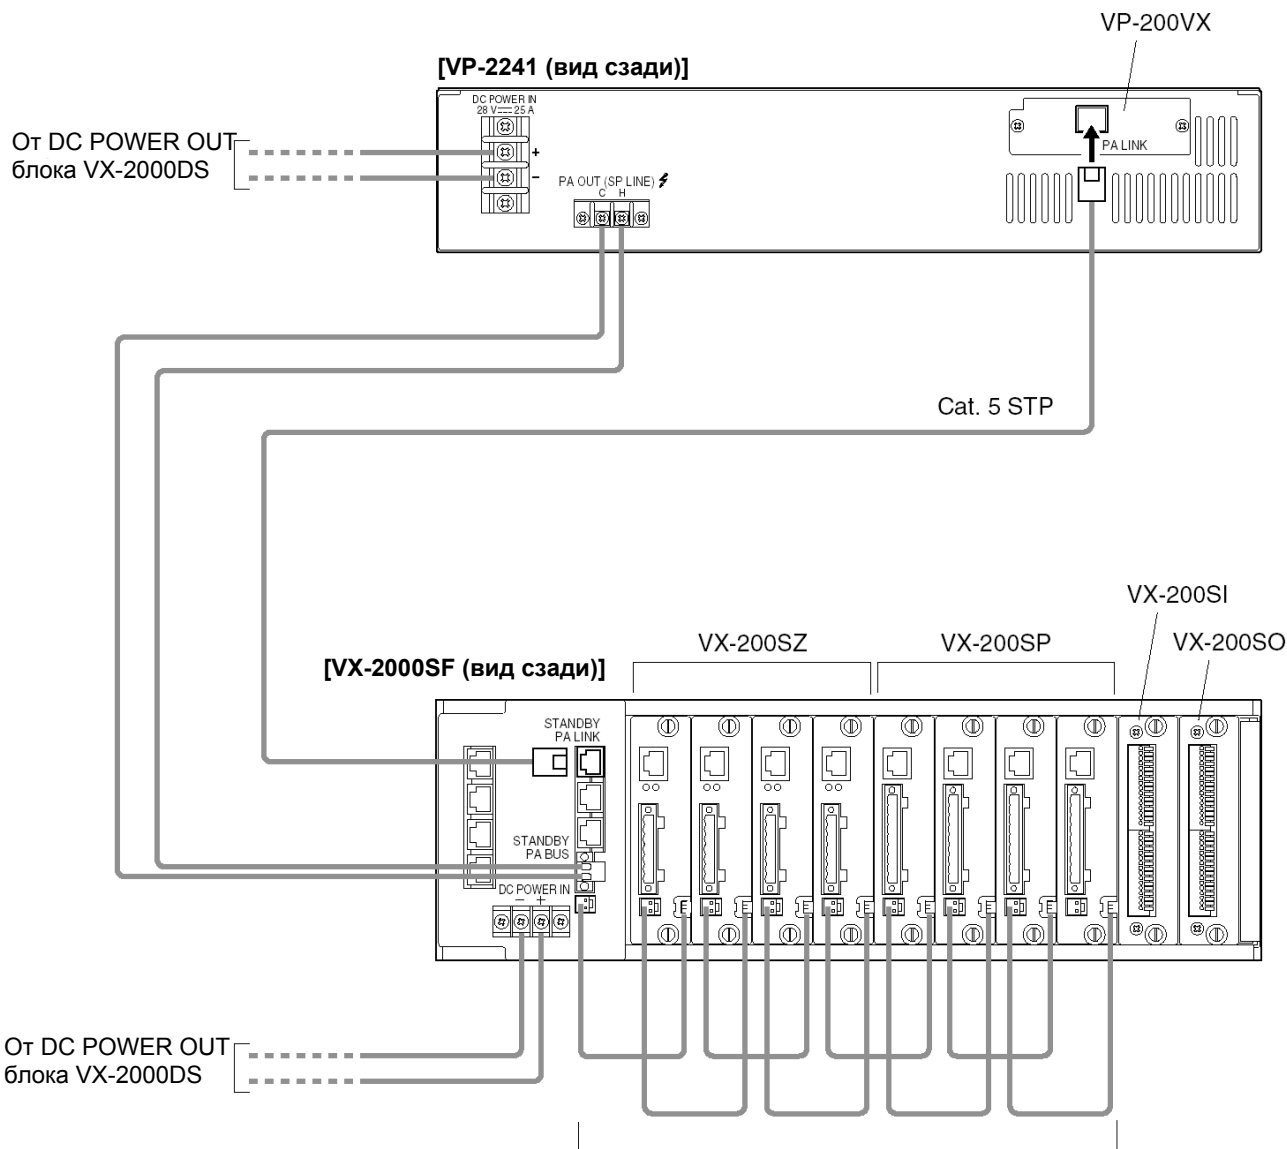 VP-200VX
[VP-2241 (вид сзади)]
DC POWER IN
28 V 25 A
От DC POWER OUT
блока VX-2000DS
+
−
PA OUT (SP LINE)
C H
PA LINK
Cat. 5 STP
VX-200SI
VX-200SZ
VX-200SP
VX-200SO
[VX-2000SF (вид сзади)]
STANDBY
PA LINK
STANDBY
PA BUS
DC POWER IN
− +
От DC POWER OUT
блока VX-2000DS